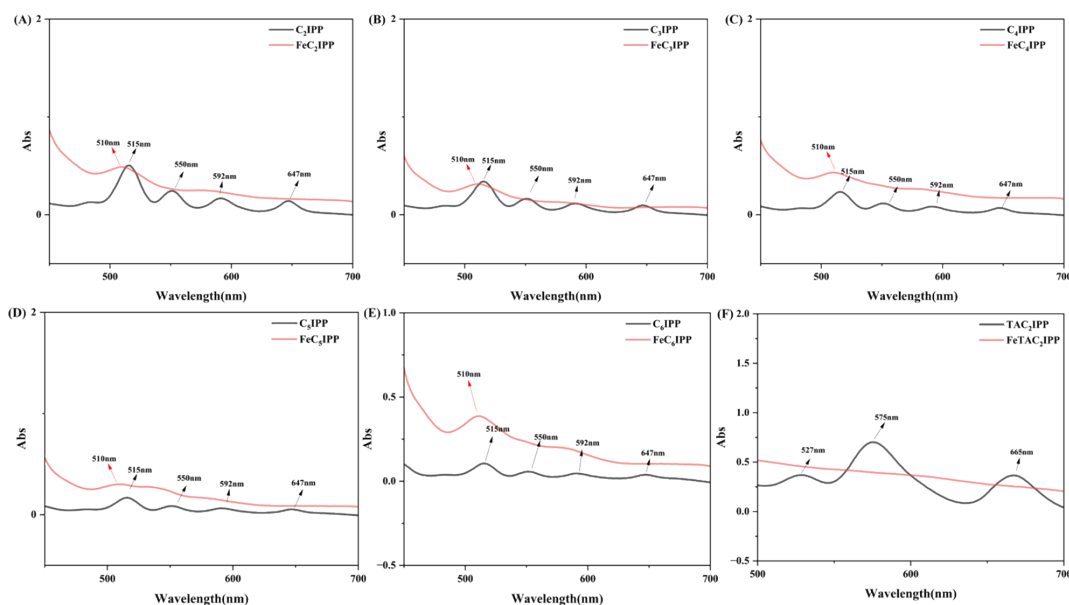 (A)
2
C₂IPP
FeC₂IPP
510nm
515nm
550nm
592nm
647nm
0
Abs
500
600
700
Wavelength(nm)
(B)
2
C₃IPP
FeC₃IPP
510nm
515nm
550nm
592nm
647nm
0
Abs
500
600
700
Wavelength(nm)
(C)
2
C₄IPP
FeC₄IPP
510nm
515nm
550nm
592nm
647nm
0
Abs
500
600
700
Wavelength(nm)
(D)
2
C₅IPP
FeC₅IPP
510nm
515nm
550nm
592nm
647nm
0
Abs
500
600
700
Wavelength(nm)
(E)
1.0
C₆IPP
FeC₆IPP
510nm
0.5
515nm
550nm
592nm
647nm
0.0
−0.5
Abs
500
600
700
Wavelength(nm)
(F)
2.0
TAC₂IPP
FeTAC₂IPP
1.5
1.0
575nm
527nm
665nm
0.5
0.0
−0.5
Abs
500
600
700
Wavelength(nm)